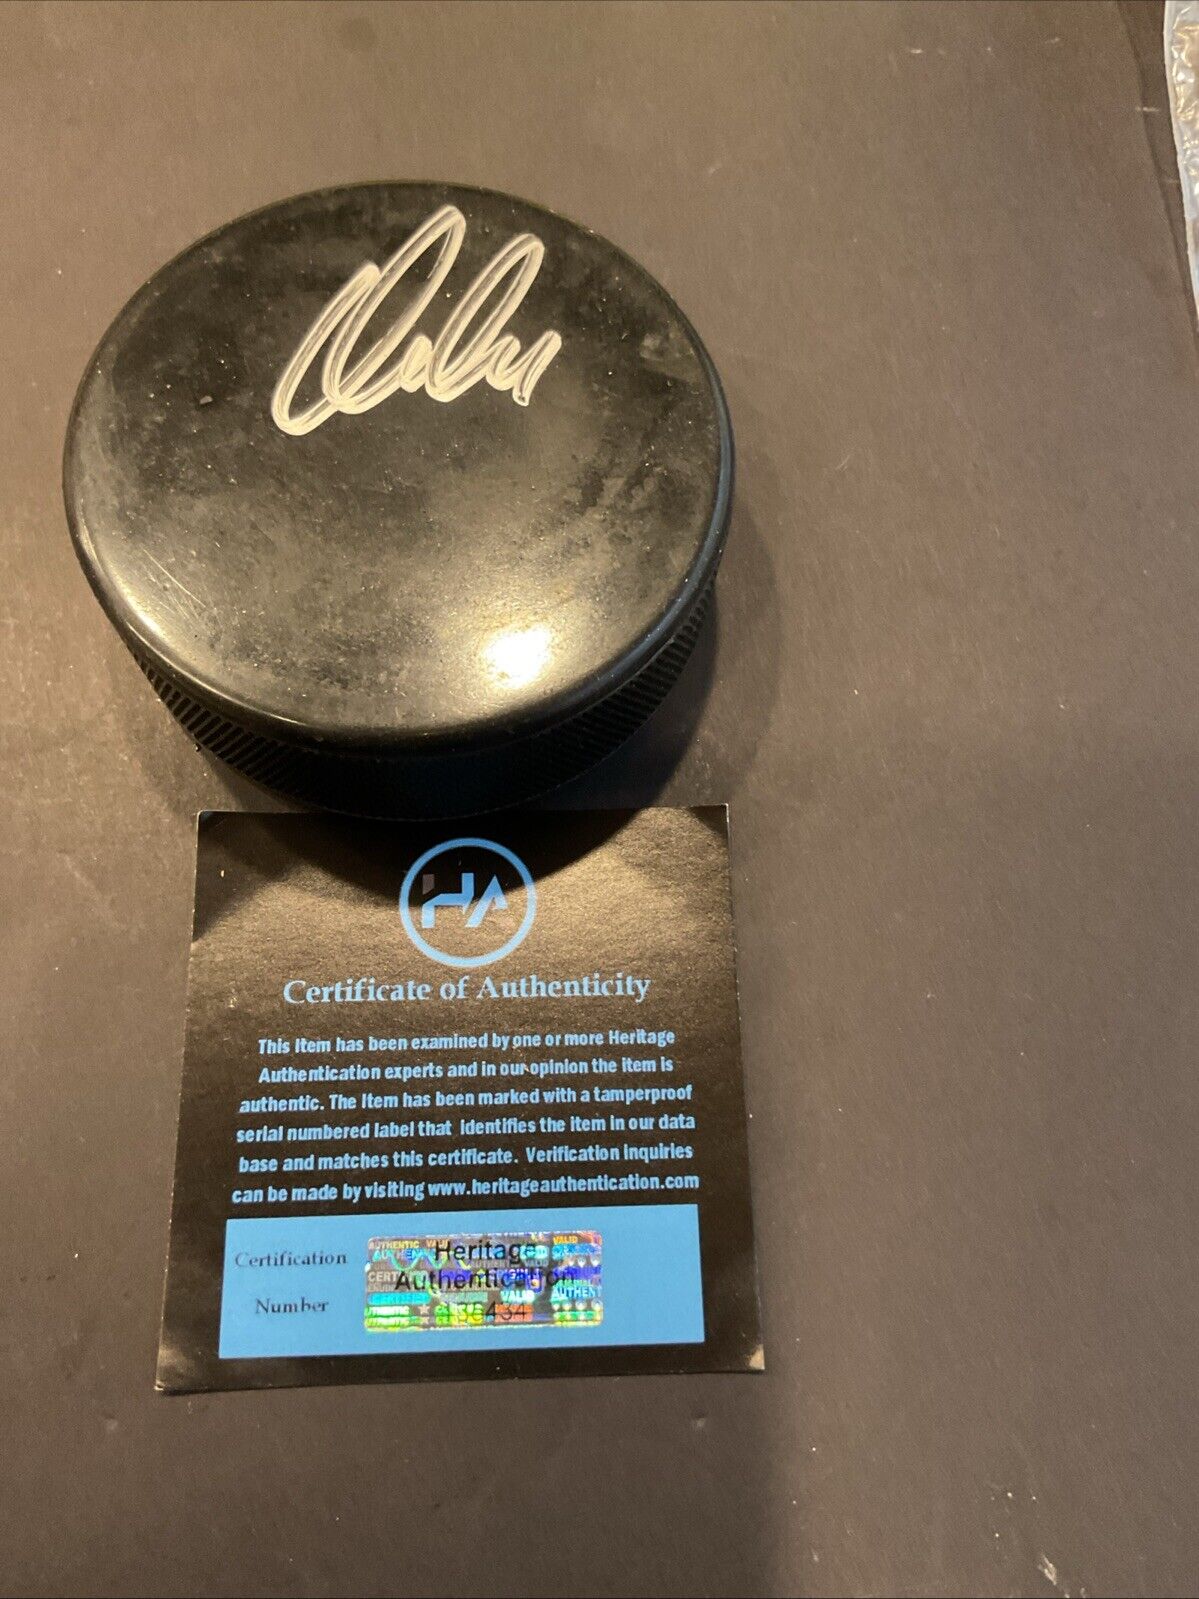 HA
Certificate of Authenticity
This Item has been examined by one or more Heritage
Authentication experts and in our opinion the item is
authentic. The Item has been marked with a tamperproof
serial numbered label that identifies the item in our data
base and matches this certificate. Verification inquiries
can be made by visiting www.heritageauthentication.com
Certification
Number
Heritage
Authentication